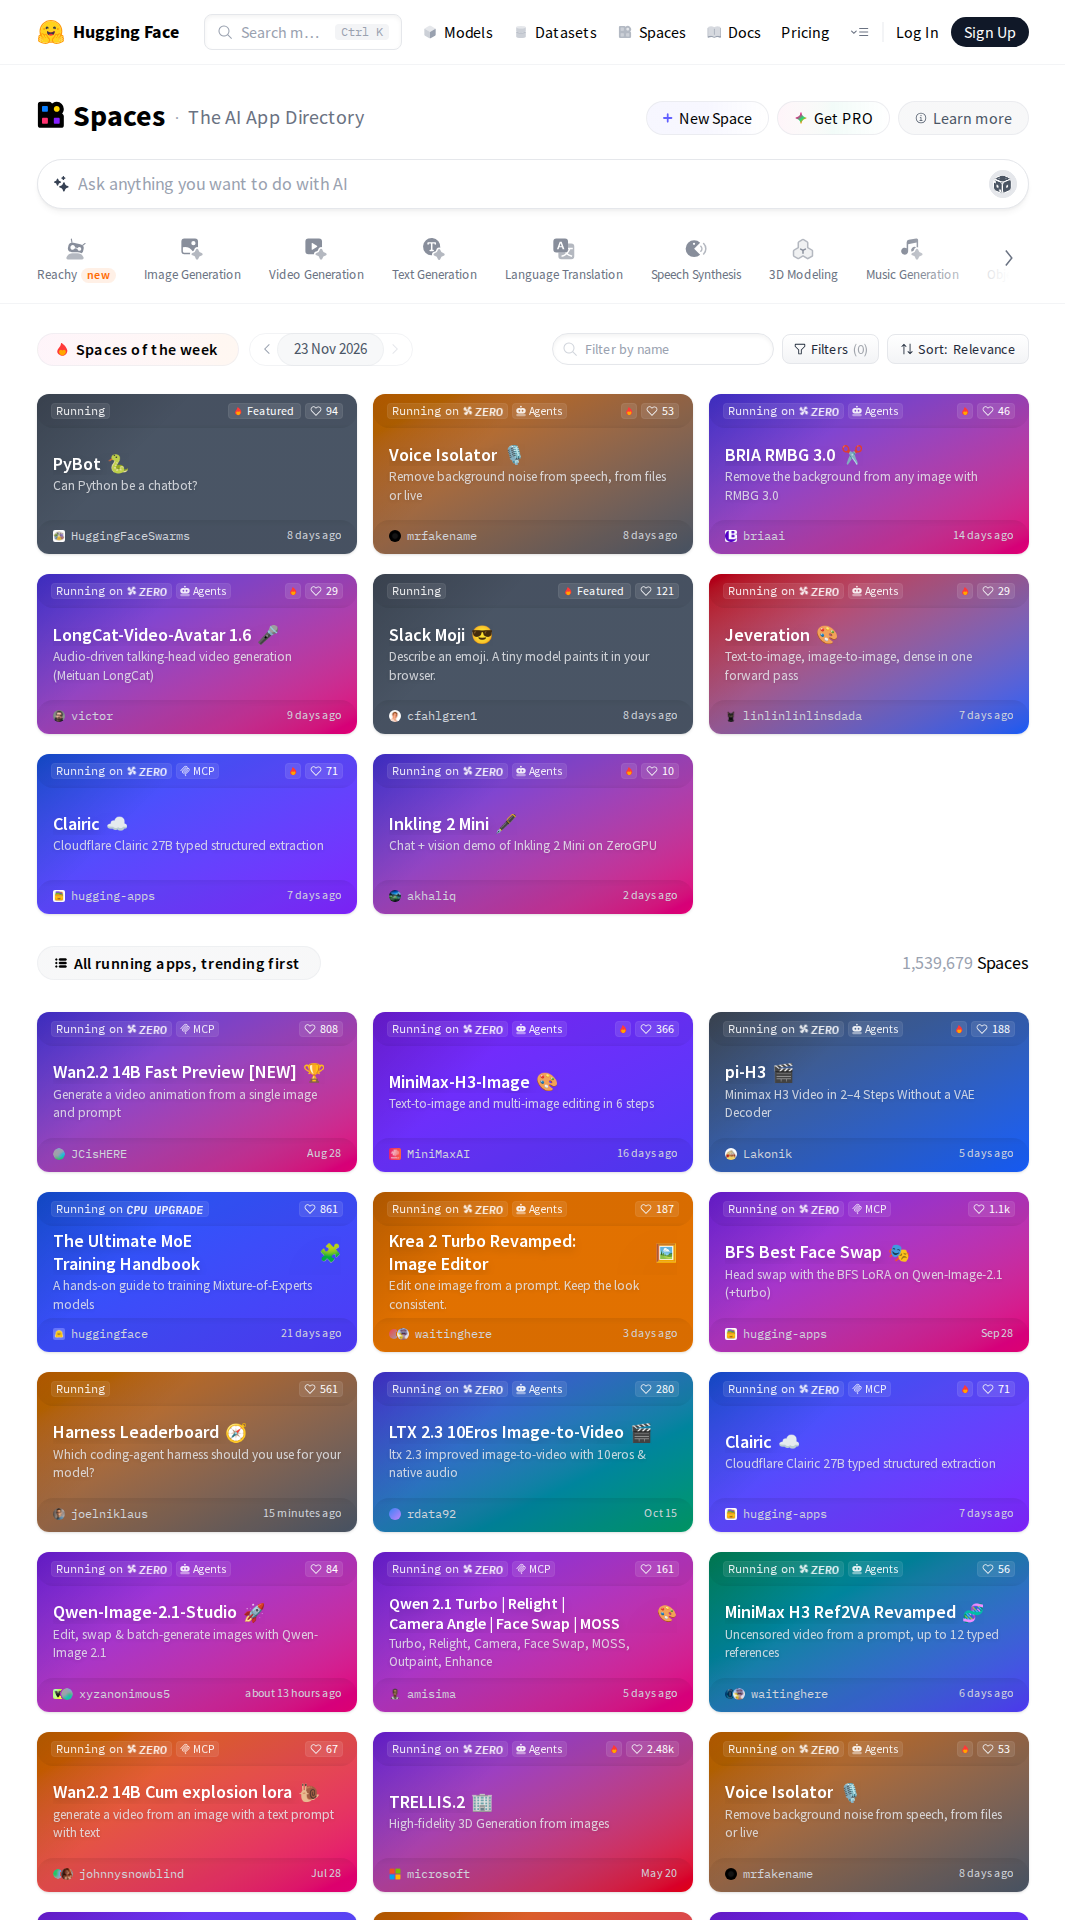 Hugging Face
Search m...
Ctrl K
Models
Datasets
Spaces
Docs
Pricing
Log In
Sign Up
Spaces · The AI App Directory
New Space
Get PRO
Learn more
Ask anything you want to do with AI
Reachy new
Image Generation
Video Generation
Text Generation
Language Translation
Speech Synthesis
3D Modeling
Music Generation
Spaces of the week
23 Nov 2026
Filter by name
Filters (0)
Sort: Relevance
Running
Featured
94
PyBot
Can Python be a chatbot?
HuggingFaceSwarms
8 days ago
Running on ZERO
Agents
53
Voice Isolator
Remove background noise from speech, from files
or live
mrfakename
8 days ago
Running on ZERO
Agents
46
BRIA RMBG 3.0
Remove the background from any image with
RMBG 3.0
briaai
14 days ago
Running on ZERO
Agents
29
LongCat-Video-Avatar 1.6
Audio-driven talking-head video generation
(Meituan LongCat)
victor
9 days ago
Running
Featured
121
Slack Moji
Describe an emoji. A tiny model paints it in your
browser.
cfahlgren1
8 days ago
Running on ZERO
Agents
29
Jeveration
Text-to-image, image-to-image, dense in one
forward pass
linlinlinlinsdada
7 days ago
Running on ZERO
MCP
71
Clairic
Cloudflare Clairic 27B typed structured extraction
hugging-apps
7 days ago
Running on ZERO
Agents
10
Inkling 2 Mini
Chat + vision demo of Inkling 2 Mini on ZeroGPU
akhaliq
2 days ago
All running apps, trending first
1,539,679 Spaces
Running on ZERO
MCP
808
Wan2.2 14B Fast Preview [NEW]
Generate a video animation from a single image
and prompt
JCisHERE
Aug 28
Running on ZERO
Agents
366
MiniMax-H3-Image
Text-to-image and multi-image editing in 6 steps
MiniMaxAI
16 days ago
Running on ZERO
Agents
188
pi-H3
Minimax H3 Video in 2–4 Steps Without a VAE
Decoder
Lakonik
5 days ago
Running on CPU UPGRADE
861
The Ultimate MoE
Training Handbook
A hands-on guide to training Mixture-of-Experts
models
huggingface
21 days ago
Running on ZERO
Agents
187
Krea 2 Turbo Revamped:
Image Editor
Edit one image from a prompt. Keep the look
consistent.
waitinghere
3 days ago
Running on ZERO
MCP
1.1k
BFS Best Face Swap
Head swap with the BFS LoRA on Qwen-Image-2.1
(+turbo)
hugging-apps
Sep 28
Running
561
Harness Leaderboard
Which coding-agent harness should you use for your
model?
joelniklaus
15 minutes ago
Running on ZERO
Agents
280
LTX 2.3 10Eros Image-to-Video
ltx 2.3 improved image-to-video with 10eros &
native audio
rdata92
Oct 15
Running on ZERO
MCP
71
Clairic
Cloudflare Clairic 27B typed structured extraction
hugging-apps
7 days ago
Running on ZERO
Agents
84
Qwen-Image-2.1-Studio
Edit, swap & batch-generate images with Qwen-
Image 2.1
xyzanonimous5
about 13 hours ago
Running on ZERO
MCP
161
Qwen 2.1 Turbo | Relight |
Camera Angle | Face Swap | MOSS
Turbo, Relight, Camera, Face Swap, MOSS,
Outpaint, Enhance
amisima
5 days ago
Running on ZERO
Agents
56
MiniMax H3 Ref2VA Revamped
Uncensored video from a prompt, up to 12 typed
references
waitinghere
6 days ago
Running on ZERO
MCP
67
Wan2.2 14B Cum explosion lora
generate a video from an image with a text prompt
with text
johnnysnowblind
Jul 28
Running on ZERO
Agents
2.48k
TRELLIS.2
High-fidelity 3D Generation from images
microsoft
May 20
Running on ZERO
Agents
53
Voice Isolator
Remove background noise from speech, from files
or live
mrfakename
8 days ago